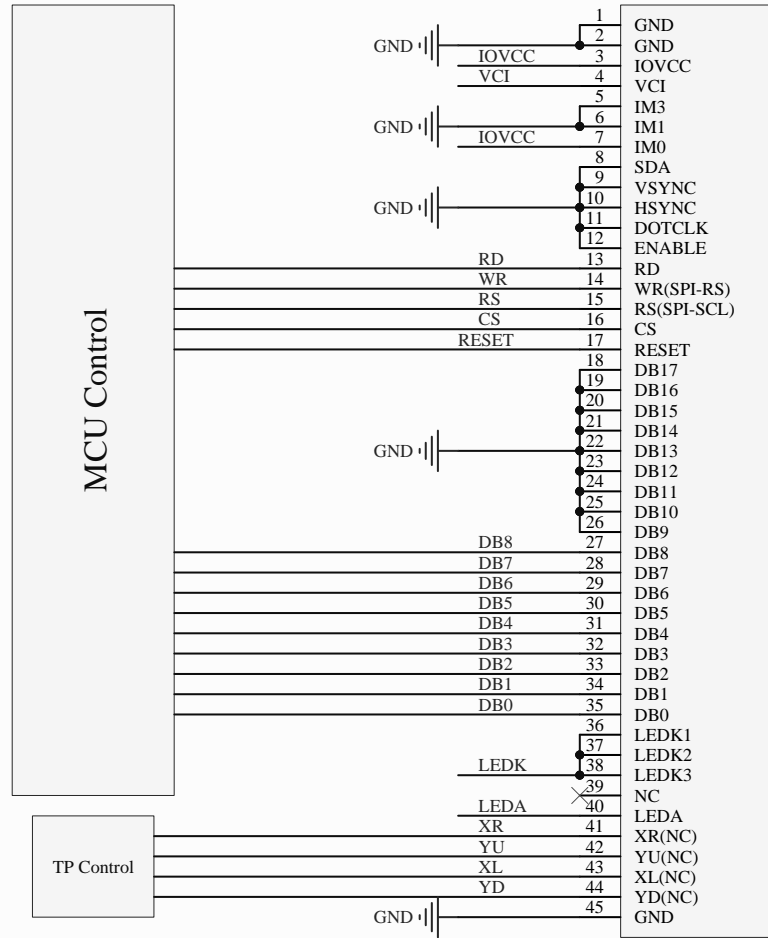 MCU Control
TP Control
GND
IOVCC
VCI
GND
IOVCC
GND
RD
WR
RS
CS
RESET
GND
DB8
DB7
DB6
DB5
DB4
DB3
DB2
DB1
DB0
LEDK
LEDA
XR
YU
XL
YD
GND
1 GND
2 GND
3 IOVCC
4 VCI
5 IM3
6 IM1
7 IM0
8 SDA
9 VSYNC
10 HSYNC
11 DOTCLK
12 ENABLE
13 RD
14 WR(SPI-RS)
15 RS(SPI-SCL)
16 CS
17 RESET
18 DB17
19 DB16
20 DB15
21 DB14
22 DB13
23 DB12
24 DB11
25 DB10
26 DB9
27 DB8
28 DB7
29 DB6
30 DB5
31 DB4
32 DB3
33 DB2
34 DB1
35 DB0
36 LEDK1
37 LEDK2
38 LEDK3
39 NC
40 LEDA
41 XR(NC)
42 YU(NC)
43 XL(NC)
44 YD(NC)
45 GND